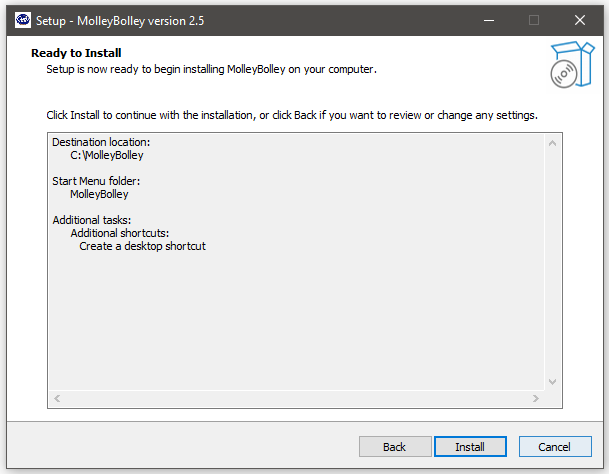 Setup - MolleyBolley version 2.5
Ready to Install
Setup is now ready to begin installing MolleyBolley on your computer.
Click Install to continue with the installation, or click Back if you want to review or change any settings.
Destination location:
C:\MolleyBolley
Start Menu folder:
MolleyBolley
Additional tasks:
Additional shortcuts:
Create a desktop shortcut
Back
Install
Cancel